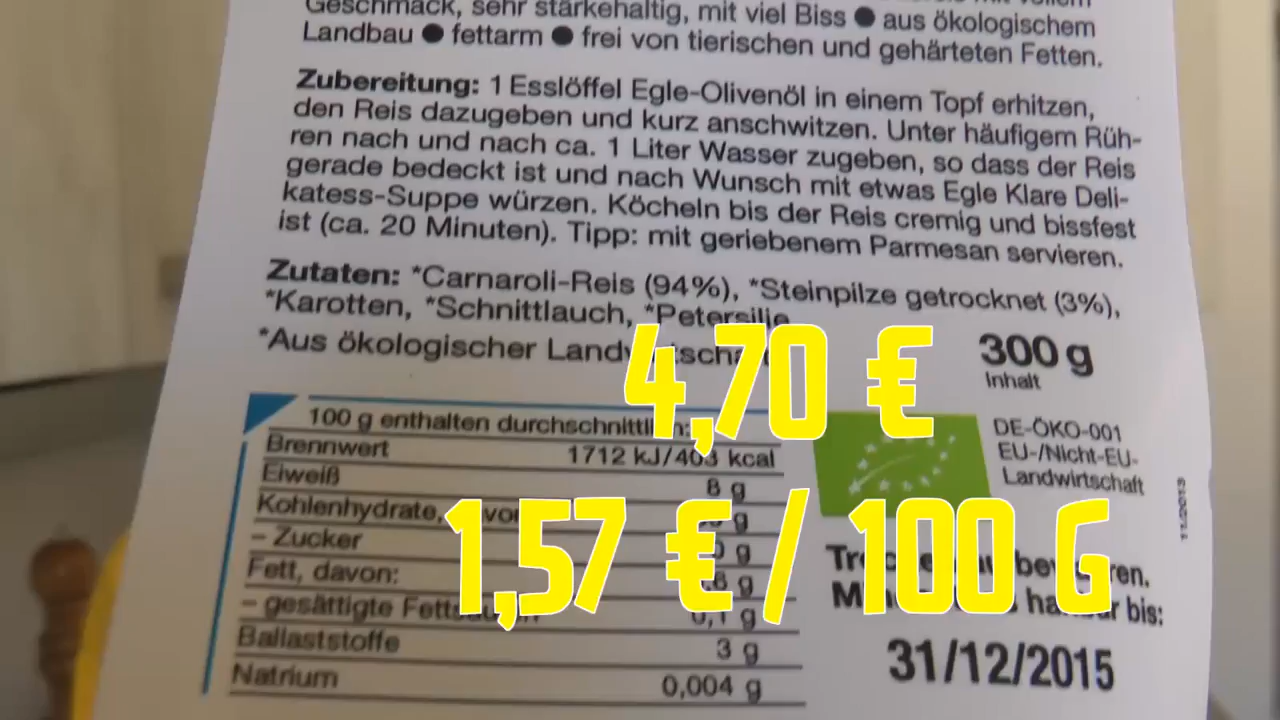 Geschmack, sehr stärkehaltig, mit viel Biss ● aus ökologischem
Landbau ● fettarm ● frei von tierischen und gehärteten Fetten.
Zubereitung: 1 Esslöffel Egle-Olivenöl in einem Topf erhitzen,
den Reis dazugeben und kurz anschwitzen. Unter häufigem Rüh-
ren nach und nach ca. 1 Liter Wasser zugeben, so dass der Reis
gerade bedeckt ist und nach Wunsch mit etwas Egle Klare Deli-
katess-Suppe würzen. Köcheln bis der Reis cremig und bissfest
ist (ca. 20 Minuten). Tipp: mit geriebenem Parmesan servieren.
Zutaten: *Carnaroli-Reis (94%), *Steinpilze getrocknet (3%),
*Karotten, *Schnittlauch, *Petersilie
*Aus ökologischer
4,70 €
300 g
Inhalt
100 g enthalten
Brennwert 1712 kJ/403 kcal
Eiweiß 8 g
Kohlenhydrate, g
– Zucker g
Fett, davon: g
– gesättigte 0,1 g
Ballaststoffe 3 g
Natrium 0,004 g
1,57 € / 100 G
DE-ÖKO-001
EU-/Nicht-EU-
Landwirtschaft
11.2013
bis:
31/12/2015